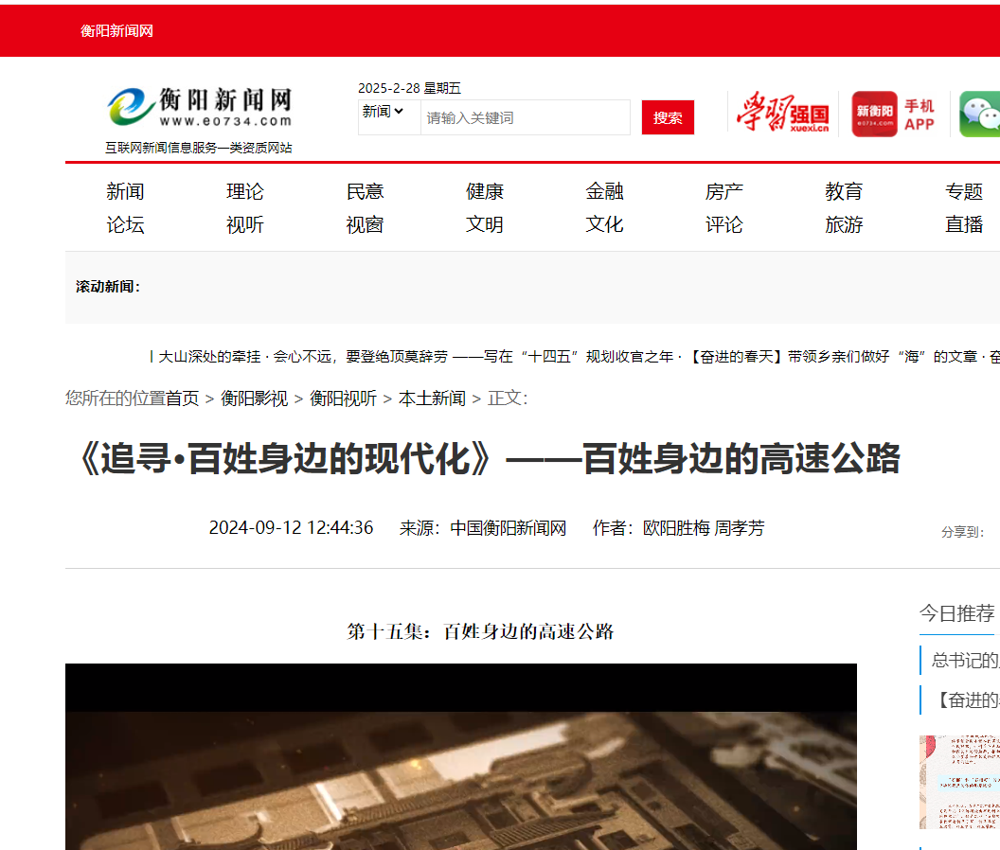 衡阳新闻网
衡阳新闻网
www.e0734.com
互联网新闻信息服务一类资质网站
2025-2-28 星期五
新闻 请输入关键词 搜索
学习强国
xuexi.cn
新衡阳
e0734.com
手机
APP
新闻 理论 民意 健康 金融 房产 教育 专题
论坛 视听 视窗 文明 文化 评论 旅游 直播
滚动新闻：
大山深处的牵挂 · 会心不远，要登绝顶莫辞劳 ——写在“十四五”规划收官之年 · 【奋进的春天】带领乡亲们做好“海”的文章 · 奋
您所在的位置首页 > 衡阳影视 > 衡阳视听 > 本土新闻 > 正文：
《追寻•百姓身边的现代化》——百姓身边的高速公路
2024-09-12 12:44:36 来源：中国衡阳新闻网 作者：欧阳胜梅 周孝芳
分享到：
第十五集：百姓身边的高速公路
今日推荐
总书记的
【奋进的